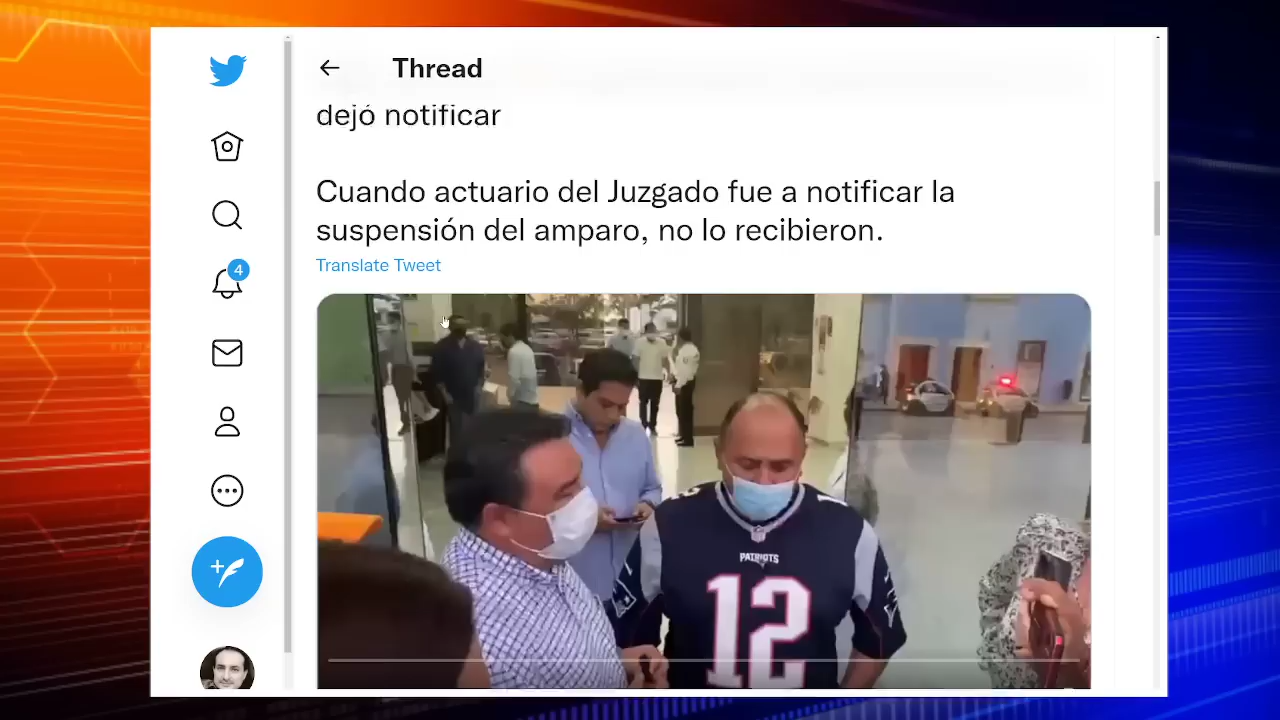 Thread
dejó notificar
Cuando actuario del Juzgado fue a notificar la
suspensión del amparo, no lo recibieron.
Translate Tweet
4
PATRIOTS
12